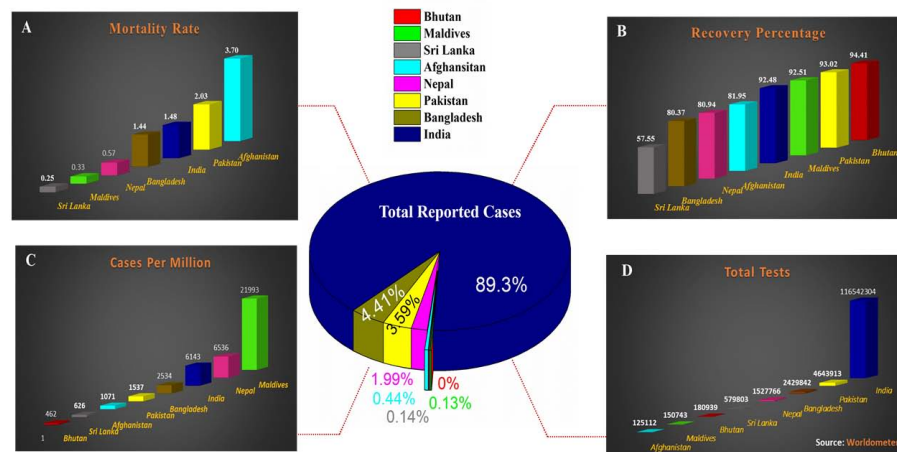 A
Mortality Rate
3.70
2.03
1.48
1.44
0.57
0.33
0.25
Afghanistan
Pakistan
India
Bangladesh
Nepal
Maldives
Sri Lanka
Bhutan
Maldives
Sri Lanka
Afghansitan
Nepal
Pakistan
Bangladesh
India
B
Recovery Percentage
57.55
80.37
80.94
81.95
92.48
92.51
93.02
94.41
Bhutan
Pakistan
Maldives
India
Afghanistan
Nepal
Bangladesh
Sri Lanka
Total Reported Cases
89.3%
4.41%
3.59%
1.99%
0.44%
0.14%
0%
0.13%
C
Cases Per Million
21993
6536
6143
2534
1537
1071
626
462
1
Maldives
Nepal
India
Bangladesh
Pakistan
Afghanistan
Sri Lanka
Bhutan
D
Total Tests
116542304
4643913
2429842
1527766
579803
180939
150743
125112
India
Pakistan
Bangladesh
Nepal
Sri Lanka
Bhutan
Maldives
Afghanistan
Source: Worldometer